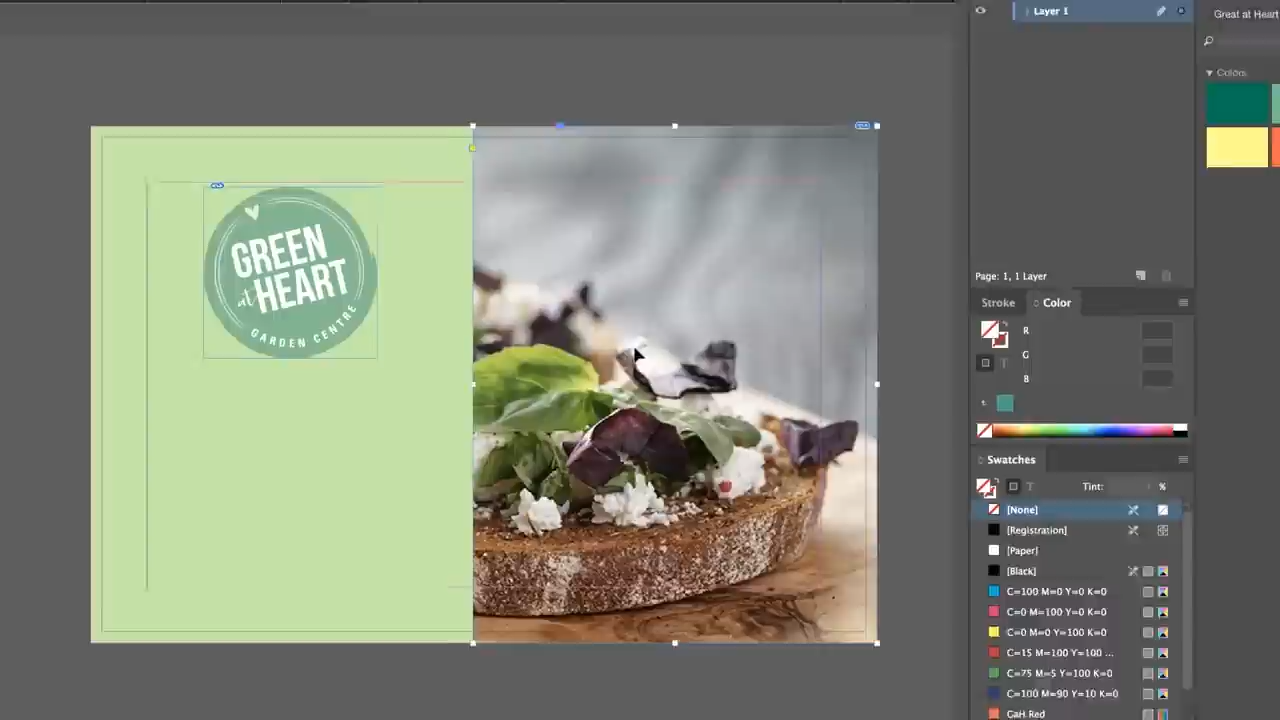 Layer 1
Great at Heart
Colors
GREEN
at HEART
GARDEN CENTRE
Page: 1, 1 Layer
Stroke
Color
R
G
B
T
Swatches
T
Tint:
%
[None]
[Registration]
[Paper]
[Black]
C=100 M=0 Y=0 K=0
C=0 M=100 Y=0 K=0
C=0 M=0 Y=100 K=0
C=15 M=100 Y=100 ...
C=75 M=5 Y=100 K=0
C=100 M=90 Y=10 K=0
GaH Red